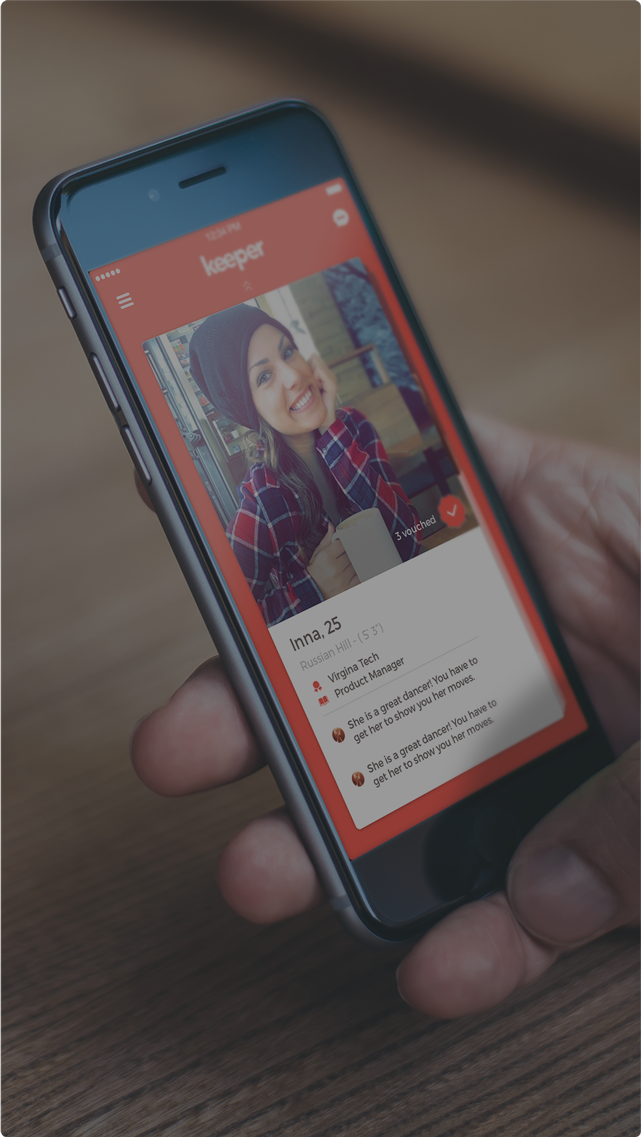 12:34 PM
keeper
3 vouched
Inna, 25
Russian Hill - ( 5' 3")
Virgina Tech
Product Manager
She is a great dancer! You have to
get her to show you her moves.
She is a great dancer! You have to
get her to show you her moves.